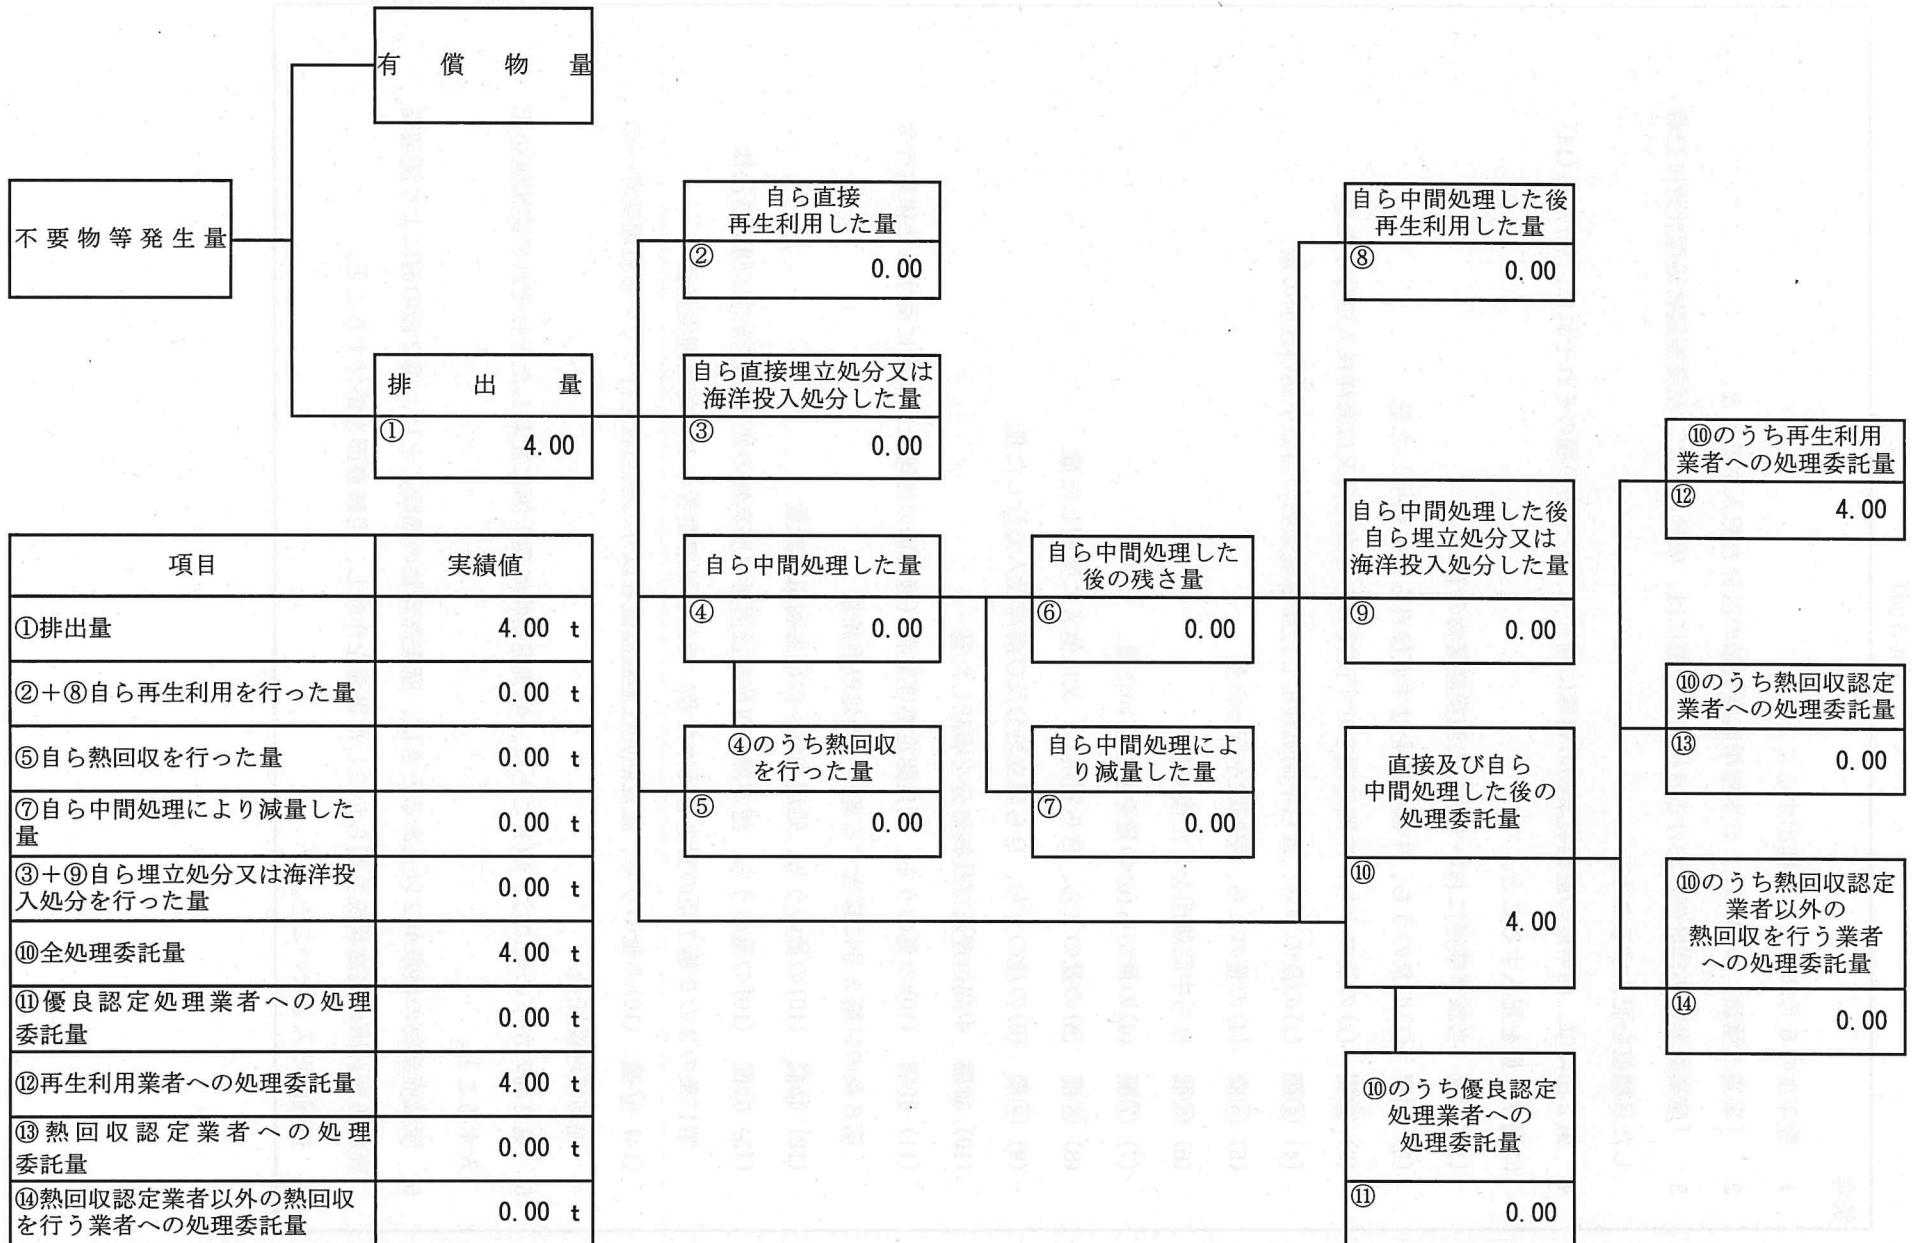 有償物量
不要物等発生量
排出量
①
4.00
自ら直接
再生利用した量
②
0.00
自ら直接埋立処分又は
海洋投入処分した量
③
0.00
自ら中間処理した量
④
0.00
④のうち熱回収
を行った量
⑤
0.00
自ら中間処理した
後の残さ量
⑥
0.00
自ら中間処理によ
り減量した量
⑦
0.00
自ら中間処理した後
再生利用した量
⑧
0.00
自ら中間処理した後
自ら埋立処分又は
海洋投入処分した量
⑨
0.00
直接及び自ら
中間処理した後の
処理委託量
⑩
4.00
⑩のうち優良認定
処理業者への
処理委託量
⑪
0.00
⑩のうち再生利用
業者への処理委託量
⑫
4.00
⑩のうち熱回収認定
業者への処理委託量
⑬
0.00
⑩のうち熱回収認定
業者以外の
熱回収を行う業者
への処理委託量
⑭
0.00
項目 実績値
①排出量 4.00 t
②+⑧自ら再生利用を行った量 0.00 t
⑤自ら熱回収を行った量 0.00 t
⑦自ら中間処理により減量した
量 0.00 t
③+⑨自ら埋立処分又は海洋投
入処分を行った量 0.00 t
⑩全処理委託量 4.00 t
⑪優良認定処理業者への処理
委託量 0.00 t
⑫再生利用業者への処理委託量 4.00 t
⑬熱回収認定業者への処理
委託量 0.00 t
⑭熱回収認定業者以外の熱回収
を行う業者への処理委託量 0.00 t